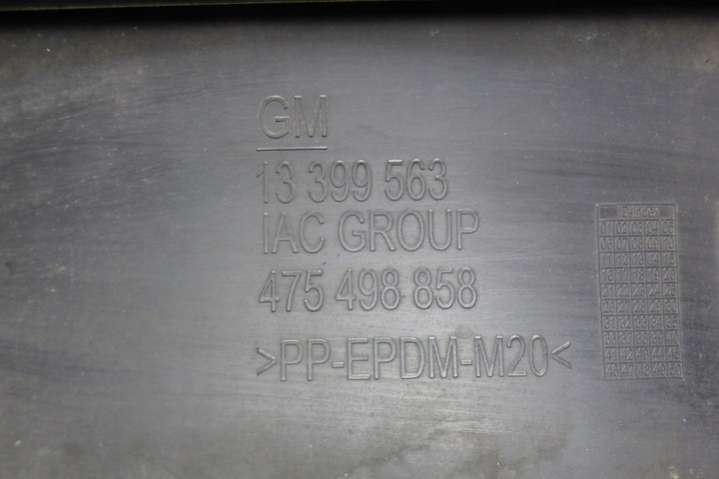 GM
13 399 563
IAC GROUP
475 498 858
>PP-EPDM-M20<